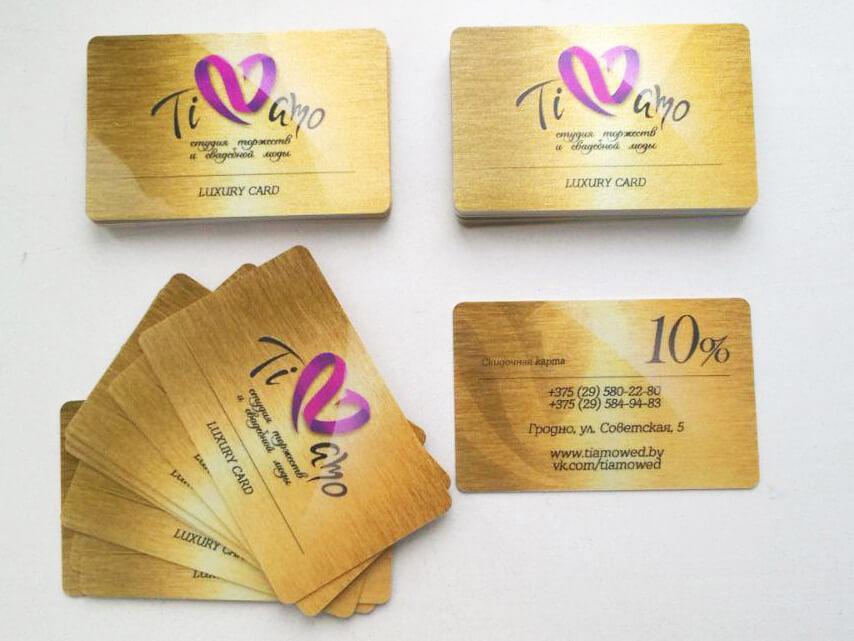 Ti amo
студия торжеств
и свадебной моды
LUXURY CARD
Ti amo
студия торжеств
и свадебной моды
LUXURY CARD
Ti amo
студия торжеств
и свадебной моды
LUXURY CARD
LUXURY
10%
Скидочная карта
+375 (29) 580-22-80
+375 (29) 584-94-83
Гродно, ул. Советская, 5
www.tiamowed.by
vk.com/tiamowed